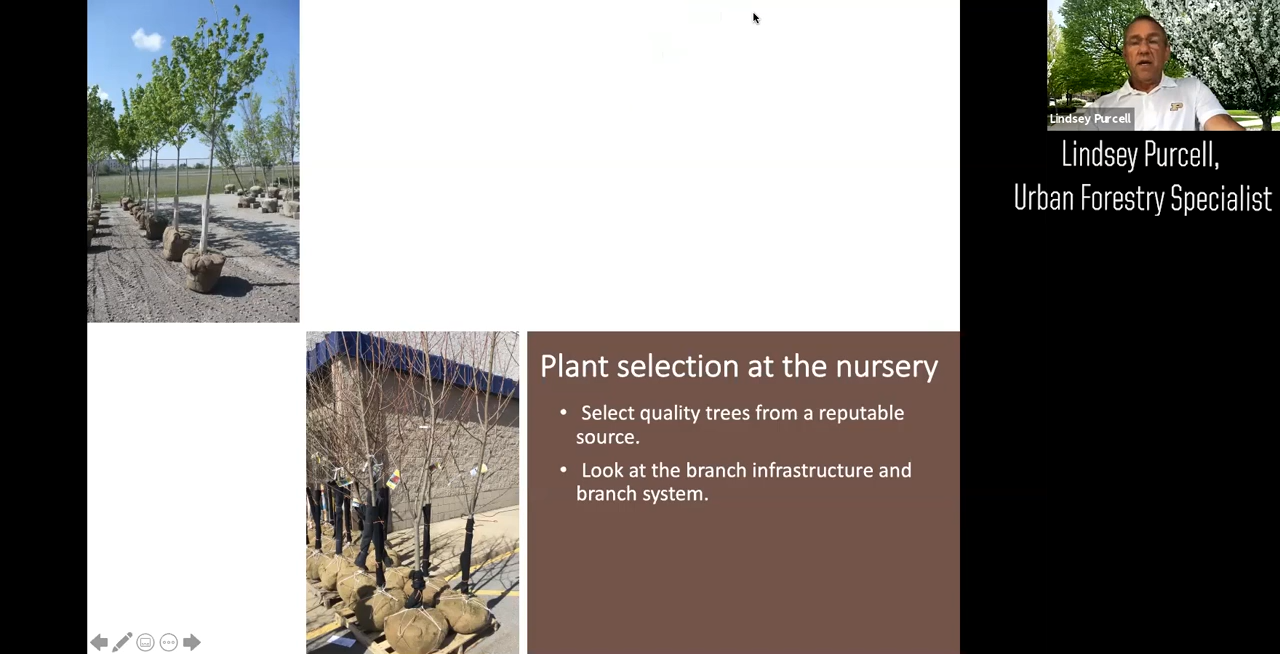 P
Lindsey Purcell
Lindsey Purcell,
Urban Forestry Specialist
Plant selection at the nursery
• Select quality trees from a reputable
source.
• Look at the branch infrastructure and
branch system.